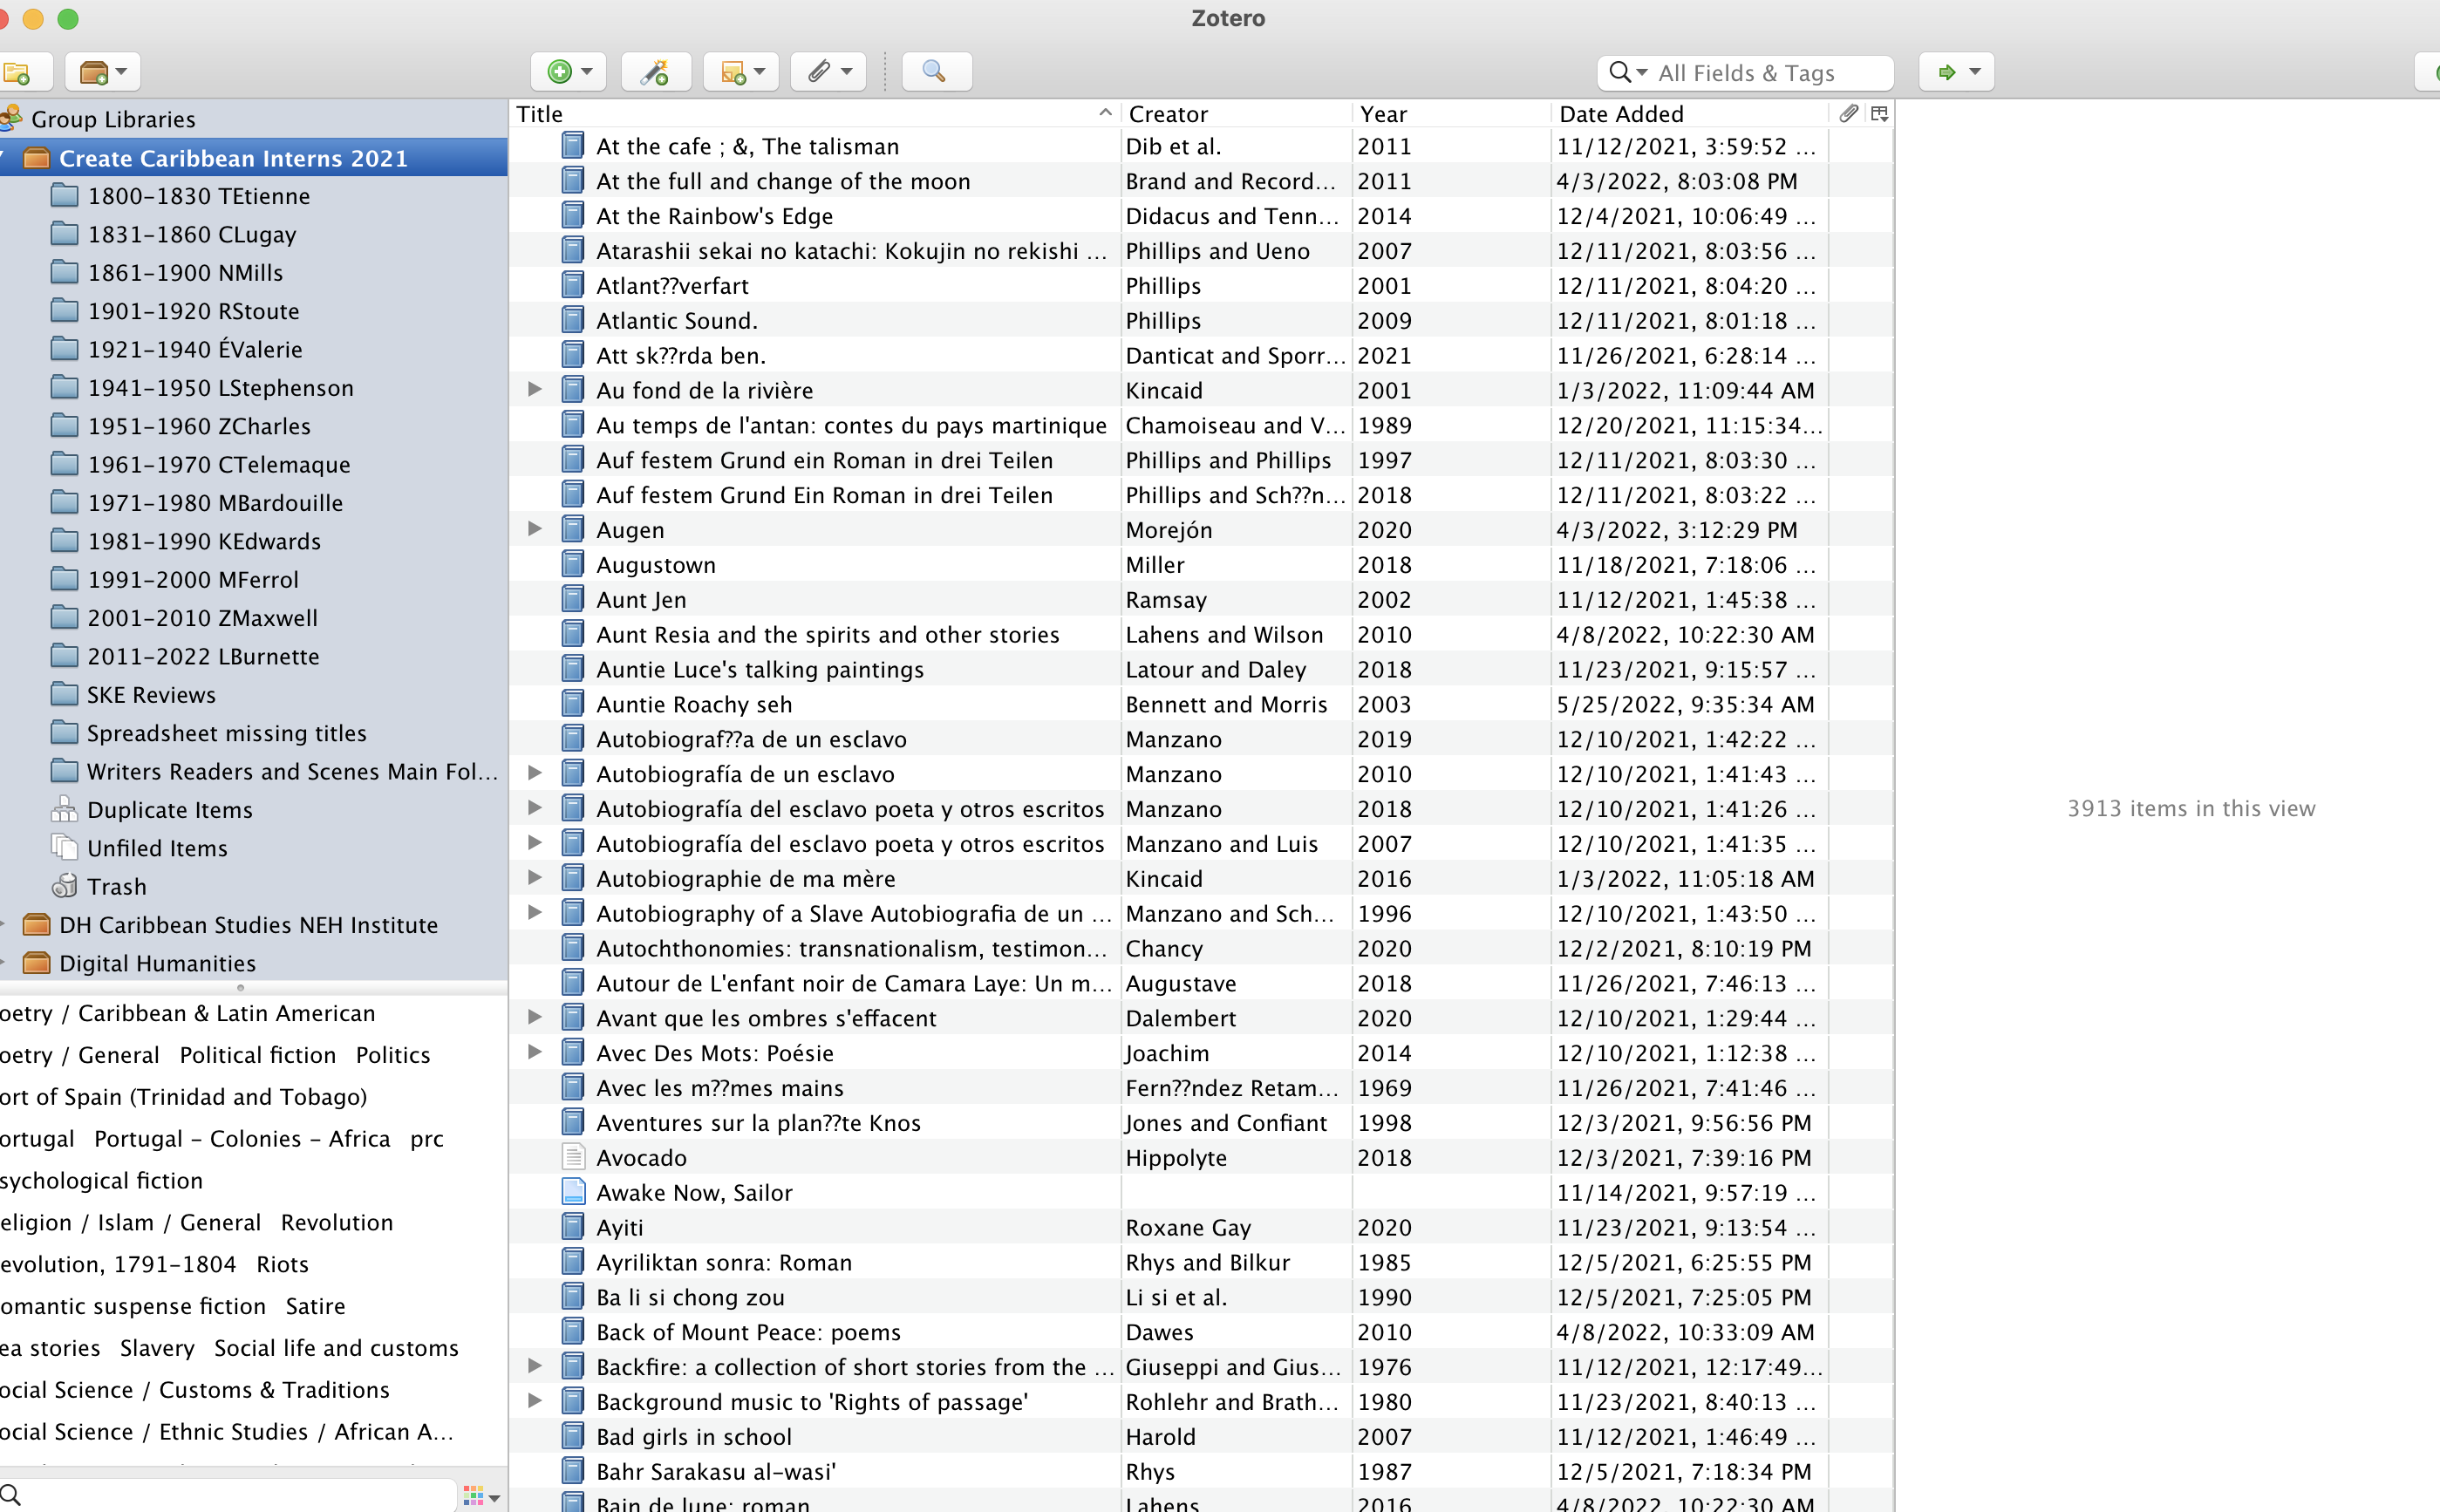 Zotero
All Fields & Tags
Group Libraries
Create Caribbean Interns 2021
1800-1830 TEtienne
1831-1860 CLugay
1861-1900 NMills
1901-1920 RStoute
1921-1940 ÉValerie
1941-1950 LStephenson
1951-1960 ZCharles
1961-1970 CTelemaque
1971-1980 MBardouille
1981-1990 KEdwards
1991-2000 MFerrol
2001-2010 ZMaxwell
2011-2022 LBurnette
SKE Reviews
Spreadsheet missing titles
Writers Readers and Scenes Main Fol...
Duplicate Items
Unfiled Items
Trash
DH Caribbean Studies NEH Institute
Digital Humanities
oetry / Caribbean & Latin American
oetry / General Political fiction Politics
ort of Spain (Trinidad and Tobago)
ortugal Portugal - Colonies - Africa prc
sychological fiction
eligion / Islam / General Revolution
evolution, 1791-1804 Riots
omantic suspense fiction Satire
ea stories Slavery Social life and customs
ocial Science / Customs & Traditions
ocial Science / Ethnic Studies / African A...
Title Creator Year Date Added
At the cafe ; &, The talisman Dib et al. 2011 11/12/2021, 3:59:52 ...
At the full and change of the moon Brand and Record... 2011 4/3/2022, 8:03:08 PM
At the Rainbow's Edge Didacus and Tenn... 2014 12/4/2021, 10:06:49 ...
Atarashii sekai no katachi: Kokujin no rekishi ... Phillips and Ueno 2007 12/11/2021, 8:03:56 ...
Atlant??verfart Phillips 2001 12/11/2021, 8:04:20 ...
Atlantic Sound. Phillips 2009 12/11/2021, 8:01:18 ...
Att sk??rda ben. Danticat and Sporr... 2021 11/26/2021, 6:28:14 ...
Au fond de la rivière Kincaid 2001 1/3/2022, 11:09:44 AM
Au temps de l'antan: contes du pays martinique Chamoiseau and V... 1989 12/20/2021, 11:15:34...
Auf festem Grund ein Roman in drei Teilen Phillips and Phillips 1997 12/11/2021, 8:03:30 ...
Auf festem Grund Ein Roman in drei Teilen Phillips and Sch??n... 2018 12/11/2021, 8:03:22 ...
Augen Morejón 2020 4/3/2022, 3:12:29 PM
Augustown Miller 2018 11/18/2021, 7:18:06 ...
Aunt Jen Ramsay 2002 11/12/2021, 1:45:38 ...
Aunt Resia and the spirits and other stories Lahens and Wilson 2010 4/8/2022, 10:22:30 AM
Auntie Luce's talking paintings Latour and Daley 2018 11/23/2021, 9:15:57 ...
Auntie Roachy seh Bennett and Morris 2003 5/25/2022, 9:35:34 AM
Autobiograf??a de un esclavo Manzano 2019 12/10/2021, 1:42:22 ...
Autobiografía de un esclavo Manzano 2010 12/10/2021, 1:41:43 ...
Autobiografía del esclavo poeta y otros escritos Manzano 2018 12/10/2021, 1:41:26 ...
Autobiografía del esclavo poeta y otros escritos Manzano and Luis 2007 12/10/2021, 1:41:35 ...
Autobiographie de ma mère Kincaid 2016 1/3/2022, 11:05:18 AM
Autobiography of a Slave Autobiografia de un ... Manzano and Sch... 1996 12/10/2021, 1:43:50 ...
Autochthonomies: transnationalism, testimon... Chancy 2020 12/2/2021, 8:10:19 PM
Autour de L'enfant noir de Camara Laye: Un m... Augustave 2018 11/26/2021, 7:46:13 ...
Avant que les ombres s'effacent Dalembert 2020 12/10/2021, 1:29:44 ...
Avec Des Mots: Poésie Joachim 2014 12/10/2021, 1:12:38 ...
Avec les m??mes mains Fern??ndez Retam... 1969 11/26/2021, 7:41:46 ...
Aventures sur la plan??te Knos Jones and Confiant 1998 12/3/2021, 9:56:56 PM
Avocado Hippolyte 2018 12/3/2021, 7:39:16 PM
Awake Now, Sailor 11/14/2021, 9:57:19 ...
Ayiti Roxane Gay 2020 11/23/2021, 9:13:54 ...
Ayriliktan sonra: Roman Rhys and Bilkur 1985 12/5/2021, 6:25:55 PM
Ba li si chong zou Li si et al. 1990 12/5/2021, 7:25:05 PM
Back of Mount Peace: poems Dawes 2010 4/8/2022, 10:33:09 AM
Backfire: a collection of short stories from the ... Giuseppi and Gius... 1976 11/12/2021, 12:17:49...
Background music to 'Rights of passage' Rohlehr and Brath... 1980 11/23/2021, 8:40:13 ...
Bad girls in school Harold 2007 11/12/2021, 1:46:49 ...
Bahr Sarakasu al-wasi' Rhys 1987 12/5/2021, 7:18:34 PM
Bain de lune: roman Lahens 2016 4/8/2022, 10:22:30 AM
3913 items in this view